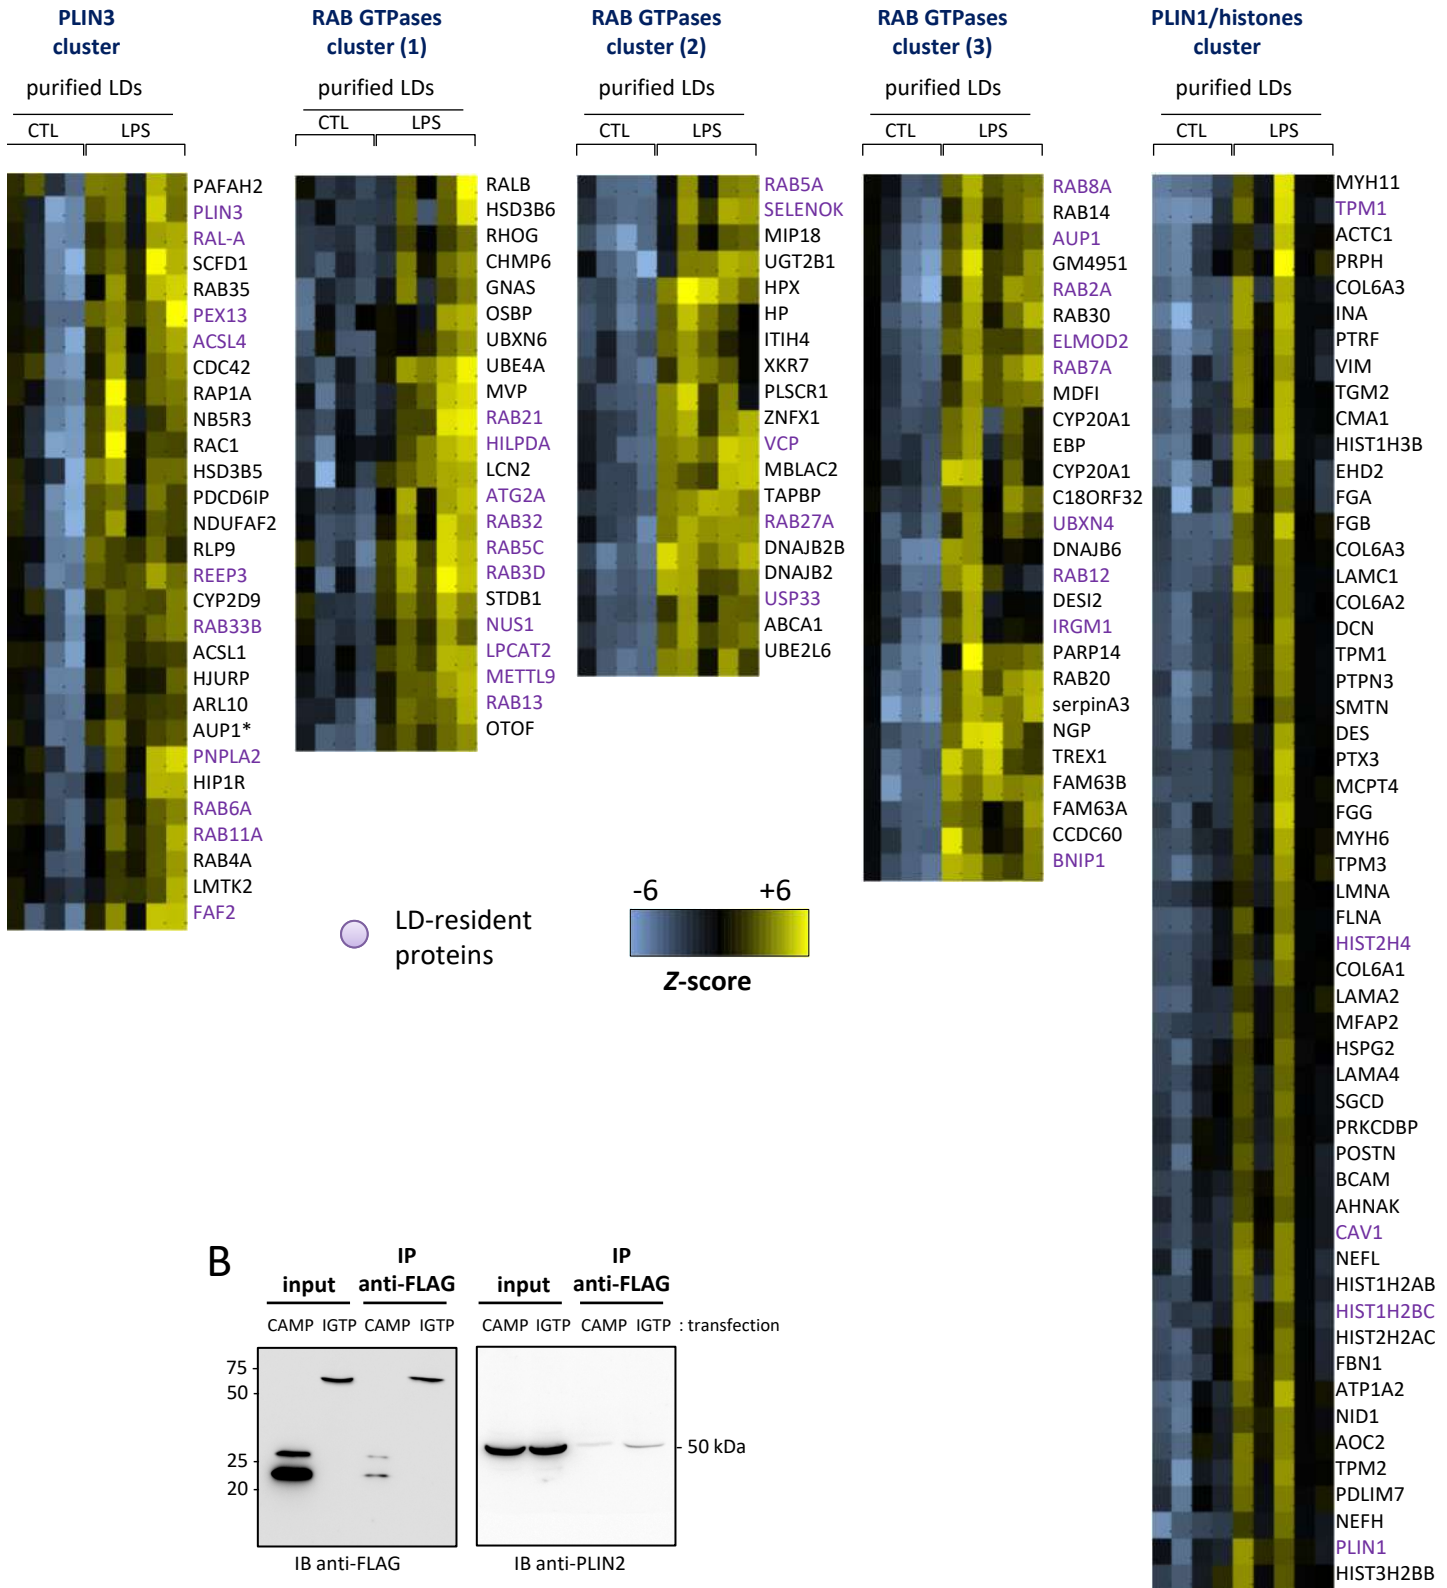 PLIN3
cluster
purified LDs
CTL LPS
PAFAH2
PLIN3
RAL-A
SCFD1
RAB35
PEX13
ACSL4
CDC42
RAP1A
NB5R3
RAC1
HSD3B5
PDCD6IP
NDUFAF2
RLP9
REEP3
CYP2D9
RAB33B
ACSL1
HJURP
ARL10
AUP1*
PNPLA2
HIP1R
RAB6A
RAB11A
RAB4A
LMTK2
FAF2
RAB GTPases
cluster (1)
purified LDs
CTL LPS
RALB
HSD3B6
RHOG
CHMP6
GNAS
OSBP
UBXN6
UBE4A
MVP
RAB21
HILPDA
LCN2
ATG2A
RAB32
RAB5C
RAB3D
STDB1
NUS1
LPCAT2
METTL9
RAB13
OTOF
RAB GTPases
cluster (2)
purified LDs
CTL LPS
RAB5A
SELENOK
MIP18
UGT2B1
HPX
HP
ITIH4
XKR7
PLSCR1
ZNFX1
VCP
MBLAC2
TAPBP
RAB27A
DNAJB2B
DNAJB2
USP33
ABCA1
UBE2L6
RAB GTPases
cluster (3)
purified LDs
CTL LPS
RAB8A
RAB14
AUP1
GM4951
RAB2A
RAB30
ELMOD2
RAB7A
MDFI
CYP20A1
EBP
CYP20A1
C18ORF32
UBXN4
DNAJB6
RAB12
DESI2
IRGM1
PARP14
RAB20
serpinA3
NGP
TREX1
FAM63B
FAM63A
CCDC60
BNIP1
PLIN1/histones
cluster
purified LDs
CTL LPS
MYH11
TPM1
ACTC1
PRPH
COL6A3
INA
PTRF
VIM
TGM2
CMA1
HIST1H3B
EHD2
FGA
FGB
COL6A3
LAMC1
COL6A2
DCN
TPM1
PTPN3
SMTN
DES
PTX3
MCPT4
FGG
MYH6
TPM3
LMNA
FLNA
HIST2H4
COL6A1
LAMA2
MFAP2
HSPG2
LAMA4
SGCD
PRKCDBP
POSTN
BCAM
AHNAK
CAV1
NEFL
HIST1H2AB
HIST1H2BC
HIST2H2AC
FBN1
ATP1A2
NID1
AOC2
TPM2
PDLIM7
NEFH
PLIN1
HIST3H2BB
LD-resident
proteins
-6 +6
Z-score
B
input IP anti-FLAG
CAMP IGTP CAMP IGTP
75
50
25
20
IB anti-FLAG
input IP anti-FLAG
CAMP IGTP CAMP IGTP : transfection
- 50 kDa
IB anti-PLIN2